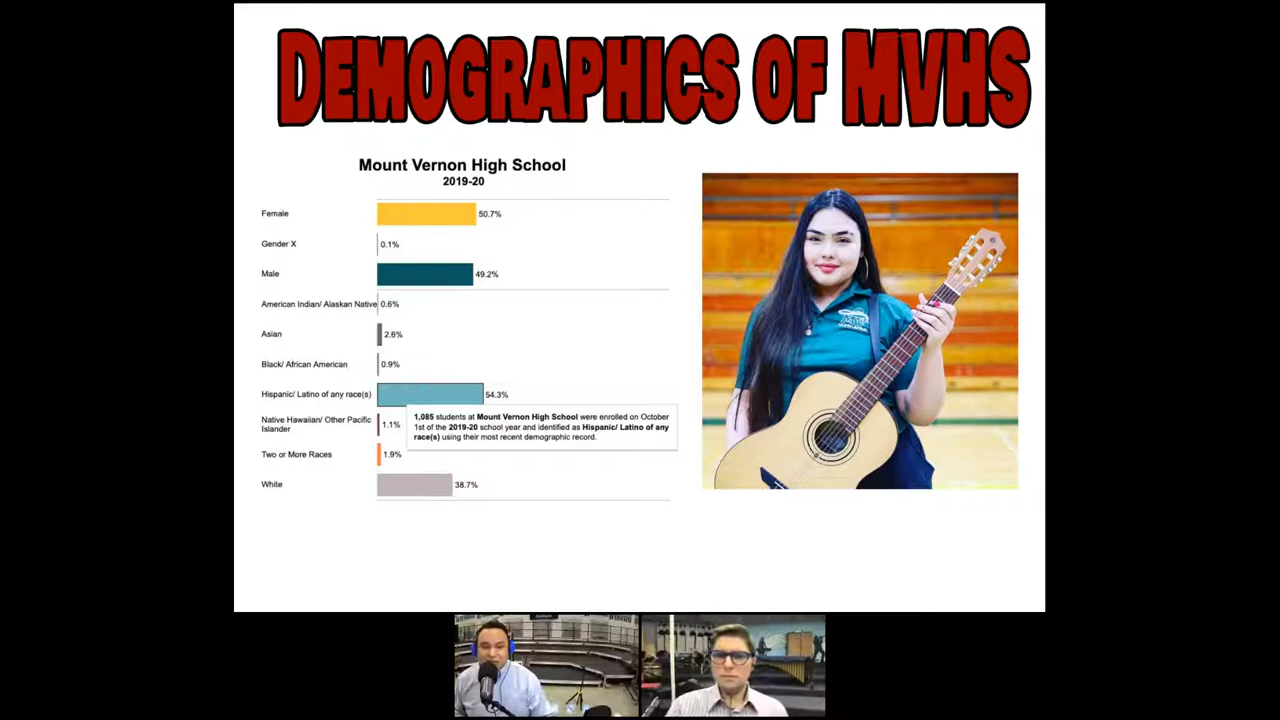 DEMOGRAPHICS OF MVHS
Mount Vernon High School
2019-20
Female 50.7%
Gender X 0.1%
Male 49.2%
American Indian/ Alaskan Native 0.6%
Asian 2.6%
Black/ African American 0.9%
Hispanic/ Latino of any race(s) 54.3%
1,085 students at Mount Vernon High School were enrolled on October
1st of the 2019-20 school year and identified as Hispanic/ Latino of any
race(s) using their most recent demographic record.
Native Hawaiian/ Other Pacific
Islander 1.1%
Two or More Races 1.9%
White 38.7%